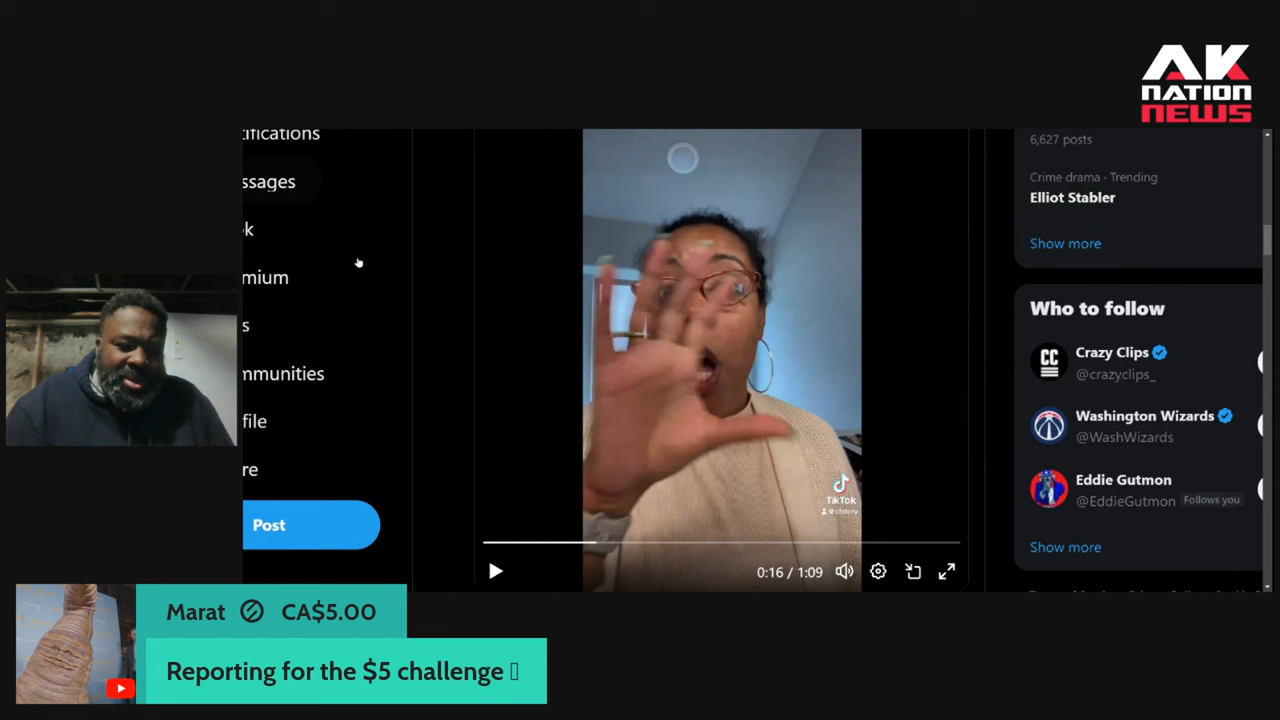 AK
NATION
NEWS
tifications
ssages
k
mium
s
mmunities
file
re
Post
TikTok
@cfstory
0:16 / 1:09
6,627 posts
Crime drama · Trending
Elliot Stabler
Show more
Who to follow
CC
Crazy Clips
@crazyclips_
Washington Wizards
@WashWizards
Eddie Gutmon
@EddieGutmon Follows you
Show more
Marat CA$5.00
Reporting for the $5 challenge